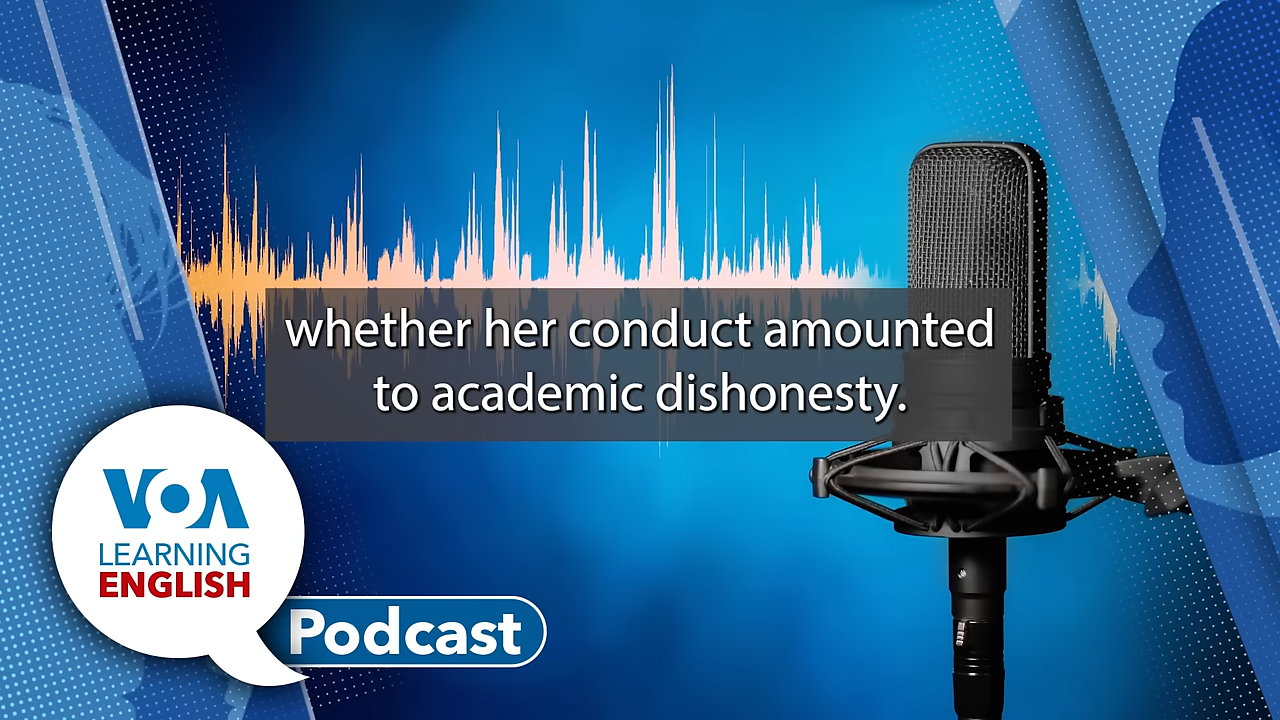 whether her conduct amounted
to academic dishonesty.
VOA
LEARNING
ENGLISH
Podcast